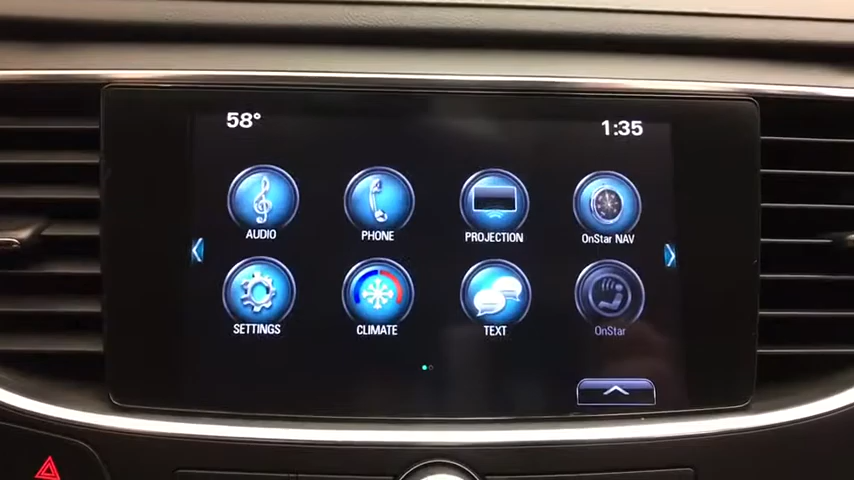 58°
1:35
AUDIO
PHONE
PROJECTION
OnStar NAV
SETTINGS
CLIMATE
TEXT
OnStar